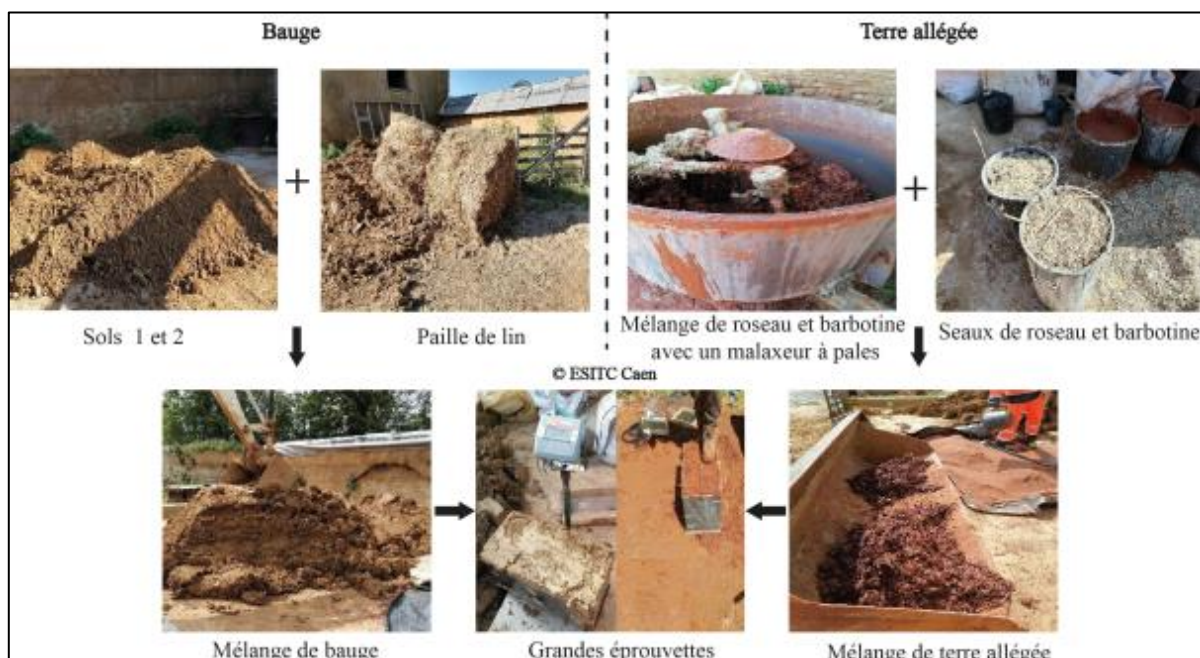 Bauge
Terre allégée
+
+
Sols 1 et 2
Paille de lin
Mélange de roseau et barbotine
avec un malaxeur à pales
Seaux de roseau et barbotine
© ESITC Caen
Mélange de bauge
Grandes éprouvettes
Mélange de terre allégée